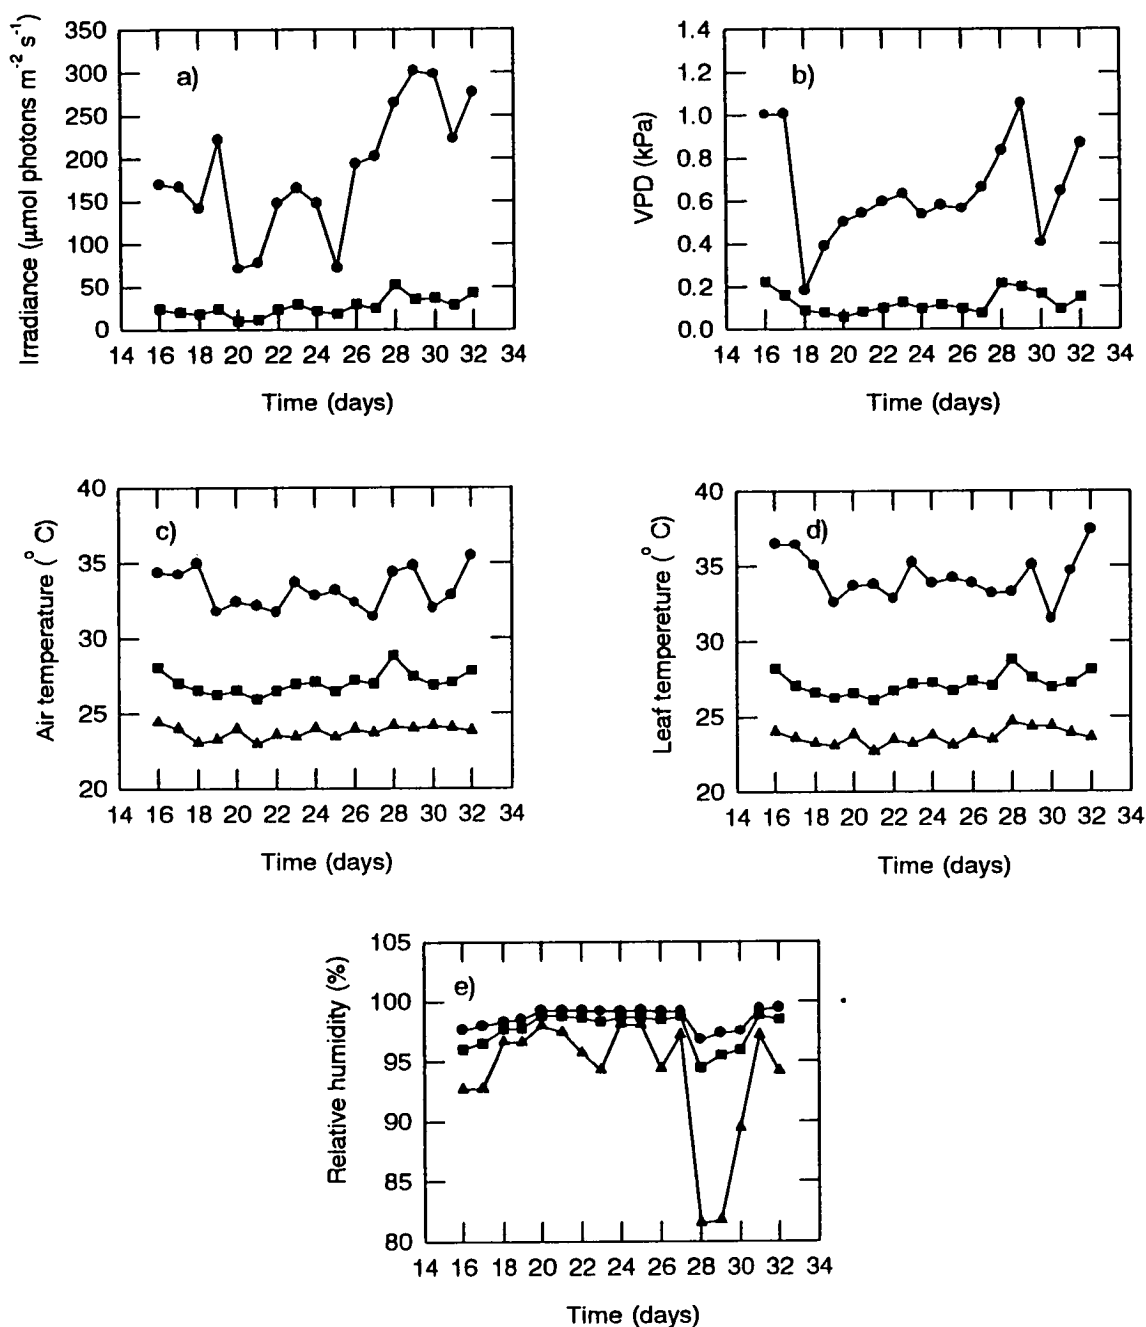 a)
Irradiance (μmol photons m⁻² s⁻¹)
350
300
250
200
150
100
50
0
14 16 18 20 22 24 26 28 30 32 34
Time (days)
b)
VPD (kPa)
1.4
1.2
1.0
0.8
0.6
0.4
0.2
0.0
14 16 18 20 22 24 26 28 30 32 34
Time (days)
c)
Air temperature (° C)
40
35
30
25
20
14 16 18 20 22 24 26 28 30 32 34
Time (days)
d)
Leaf tempereture (° C)
40
35
30
25
20
14 16 18 20 22 24 26 28 30 32 34
Time (days)
e)
Relative humidity (%)
105
100
95
90
85
80
14 16 18 20 22 24 26 28 30 32 34
Time (days)